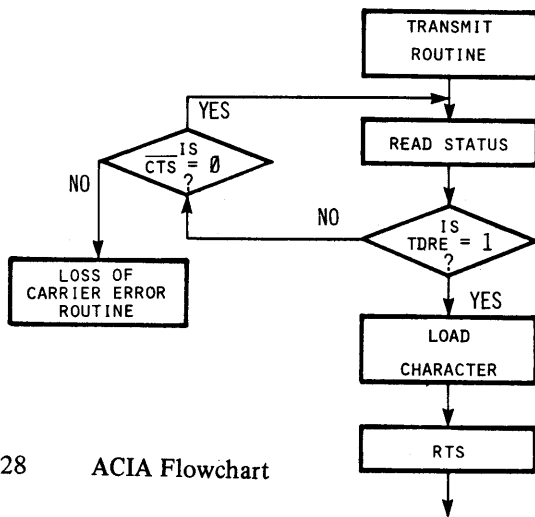 TRANSMIT
ROUTINE
READ STATUS
YES
IS
CTS = 0
?
NO
LOSS OF
CARRIER ERROR
ROUTINE
NO
IS
TDRE = 1
?
YES
LOAD
CHARACTER
RTS
28 ACIA Flowchart